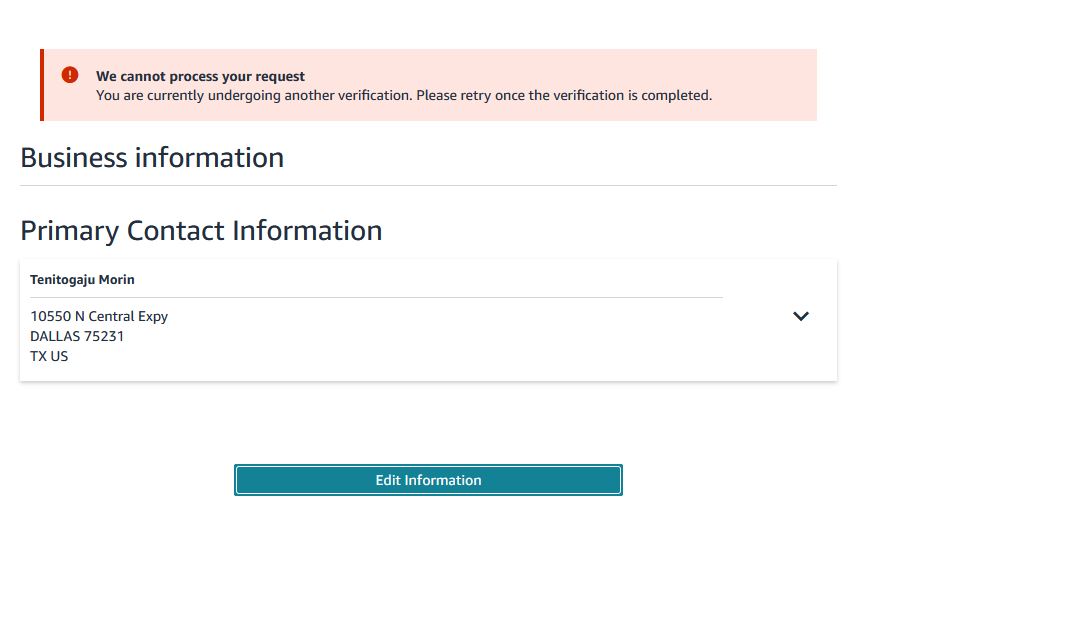 We cannot process your request
You are currently undergoing another verification. Please retry once the verification is completed.
Business information
Primary Contact Information
Tenitogaju Morin
10550 N Central Expy
DALLAS 75231
TX US
Edit Information